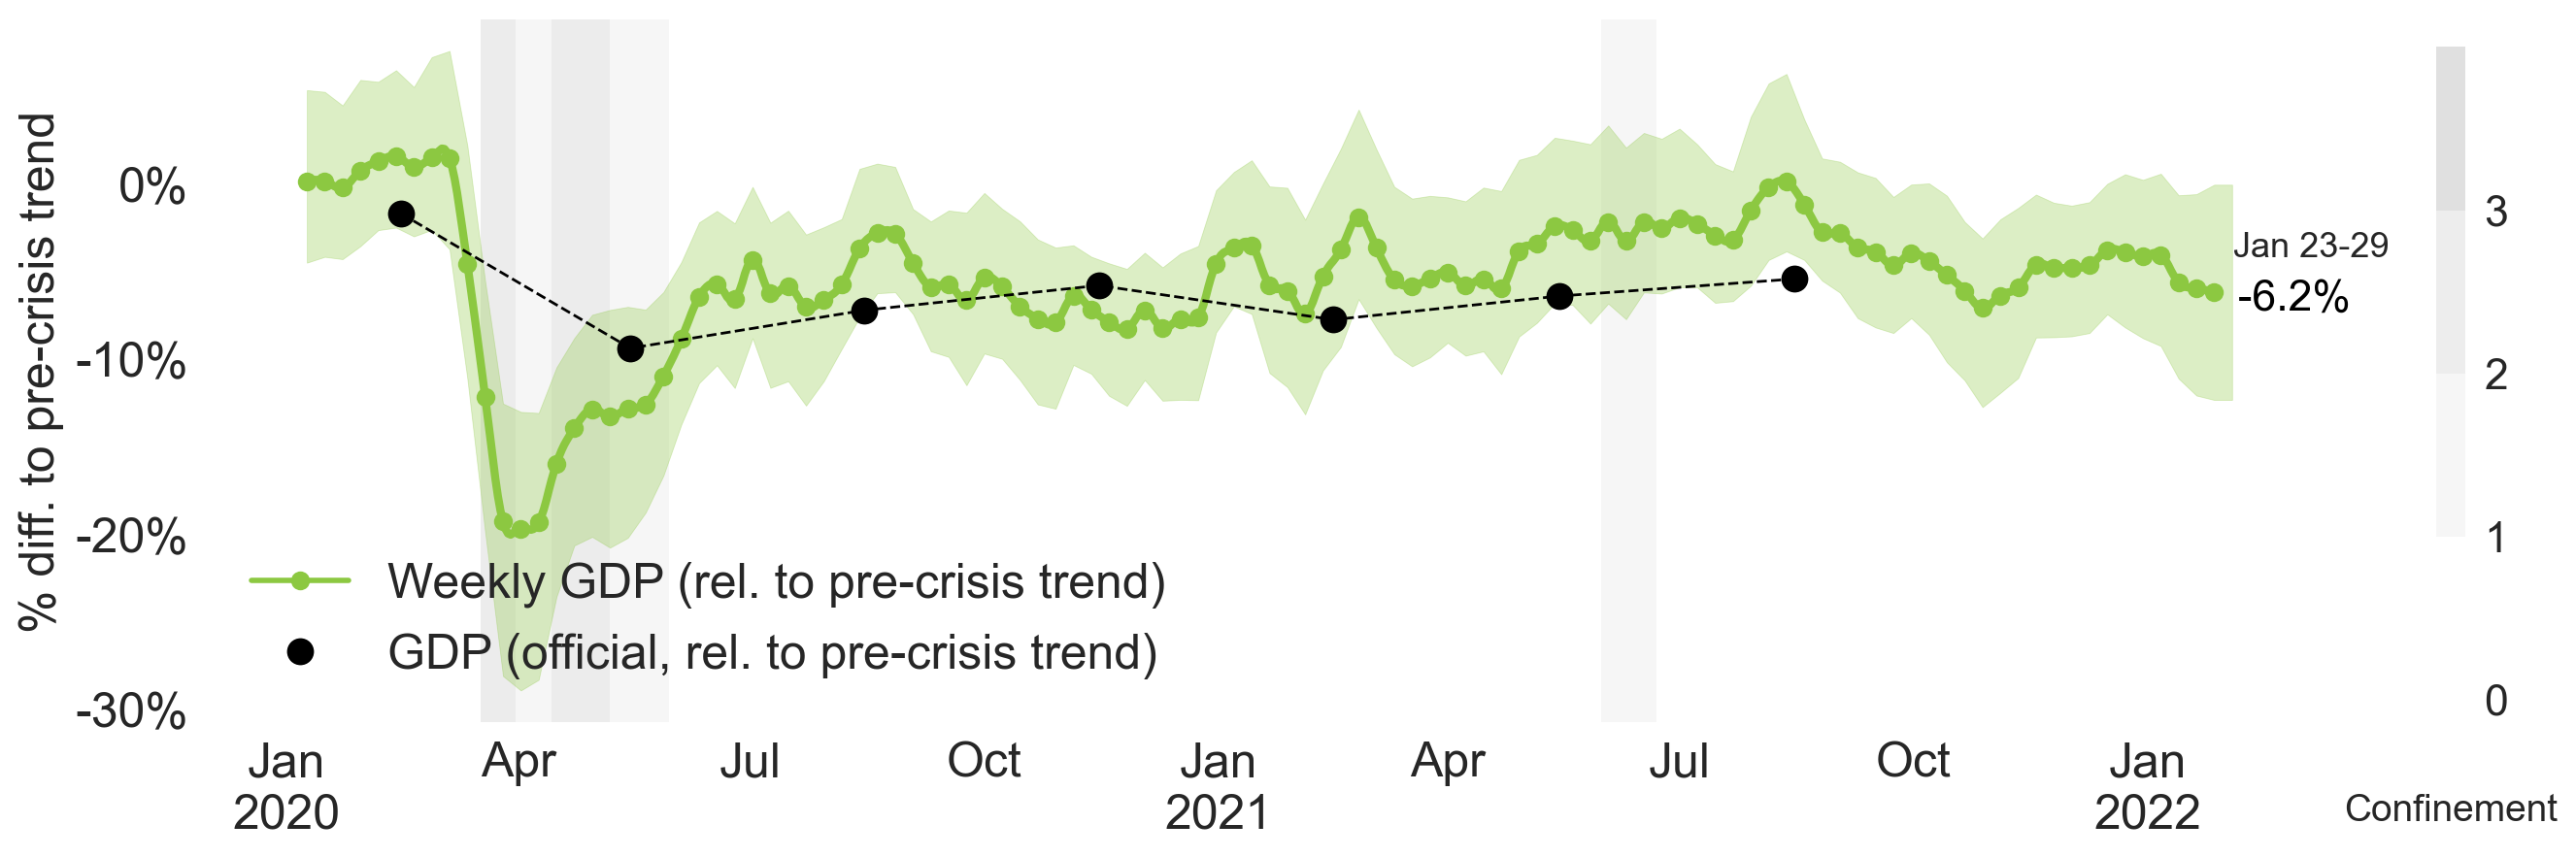 % diff. to pre-crisis trend
0%
-10%
-20%
-30%
Weekly GDP (rel. to pre-crisis trend)
GDP (official, rel. to pre-crisis trend)
Jan 23-29
-6.2%
3
2
1
0
Jan Apr Jul Oct Jan Apr Jul Oct Jan
2020 2021 2022
Confinement